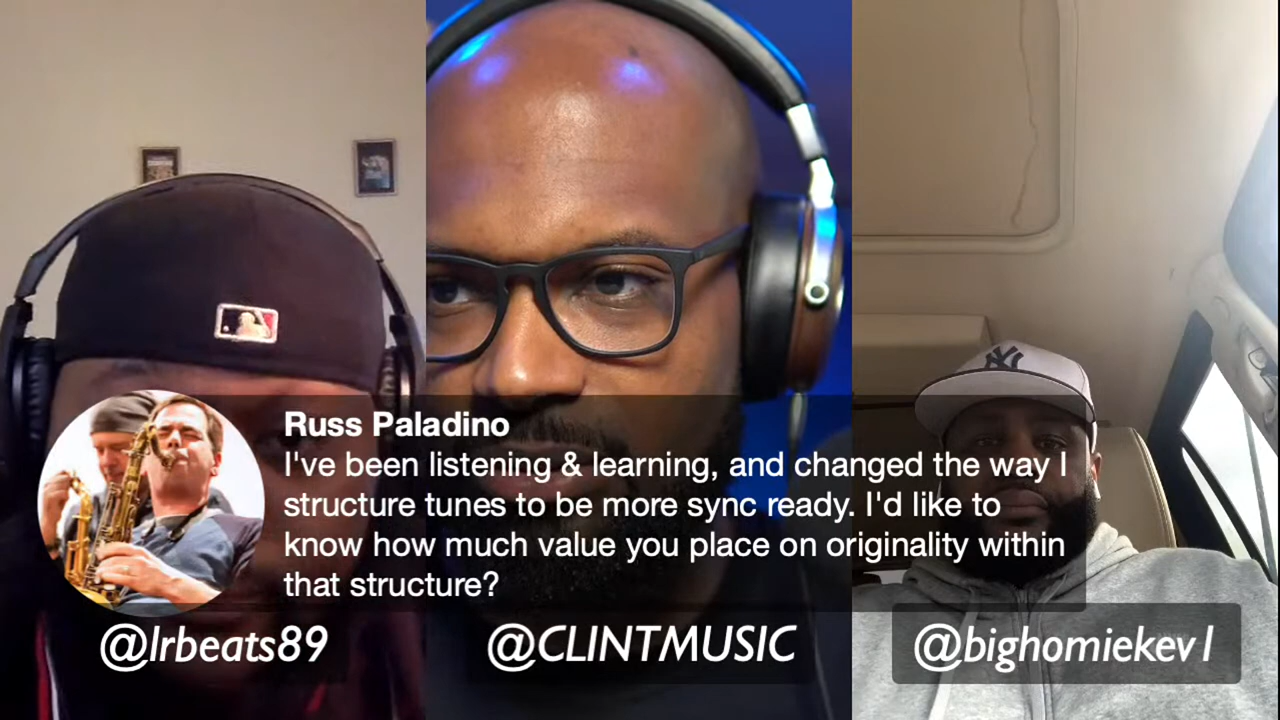 Russ Paladino
I've been listening & learning, and changed the way I
structure tunes to be more sync ready. I'd like to
know how much value you place on originality within
that structure?
@lrbeats89
@CLINTMUSIC
@bighomiekev1
NY